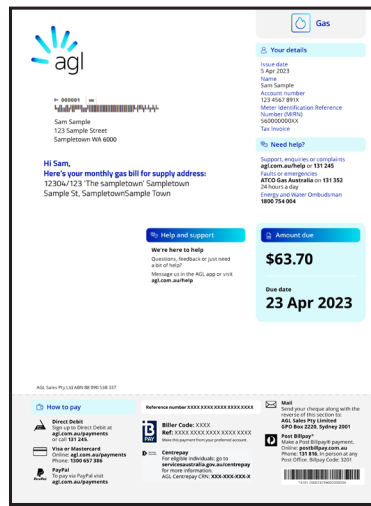 Gas
agl
Your details
Issue date
5 Apr 2023
Name
Sam Sample
Account number
123 4567 891X
Meter Identification Reference
Number (MIRN)
560000000XX
Tax Invoice
000001
Sam Sample
123 Sample Street
Sampletown WA 6000
Need help?
Support, enquiries or complaints
agl.com.au/help or 131 245
Faults or emergencies
ATCO Gas Australia on 131 352
24 hours a day
Energy and Water Ombudsman
1800 754 004
Hi Sam,
Here's your monthly gas bill for supply address:
12304/123 'The sampletown' Sampletown
Sample St, SampletownSample Town
Help and support
We're here to help
Questions, feedback or just need
a bit of help?
Message us in the AGL app or visit
agl.com.au/help
Amount due
$63.70
Due date
23 Apr 2023
AGL Sales Pty Ltd ABN 88 090 538 337
How to pay
Direct Debit
Sign up to Direct Debit at
agl.com.au/payments
or call 131 245.
Visa or Mastercard
Online: agl.com.au/payments
Phone: 1300 657 386
PayPal
PayPal
To pay via PayPal visit
agl.com.au/payments
Reference number XXXX XXXX XXXX XXXX XXXX
B
PAY
Biller Code: XXXX
Ref: XXXX XXXX XXXX XXXX XXXX
Make this payment from your preferred account.
Centrepay
For eligible individuals: go to
servicesaustralia.gov.au/centrepay
for more information.
AGL Centrepay CRN: XXX-XXX-XXX-X
Mail
Send your cheque along with the
reverse of this section to:
AGL Sales Pty Limited
GPO Box 2220, Sydney 2001
Post Billpay®
Make a Post Billpay® payment.
Online: postbillpay.com.au
Phone: 131 816. In person at any
Post Office. Billpay Code: 3201